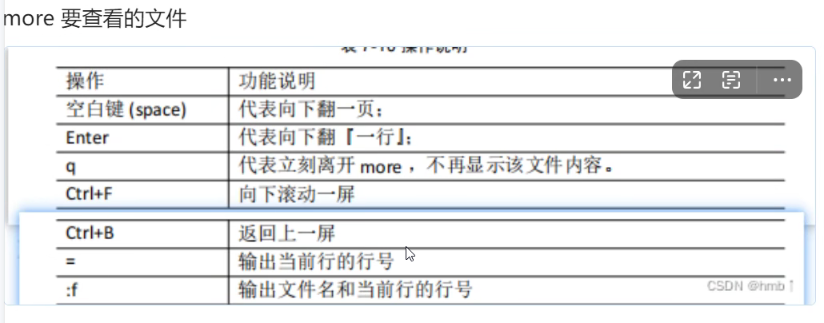 more 要查看的文件
表 7-10 操作说明
操作 功能说明
空白键 (space) 代表向下翻一页；
Enter 代表向下翻『一行』；
q 代表立刻离开 more ，不再显示该文件内容。
Ctrl+F 向下滚动一屏
Ctrl+B 返回上一屏
= 输出当前行的行号
:f 输出文件名和当前行的行号
CSDN @hmb↑